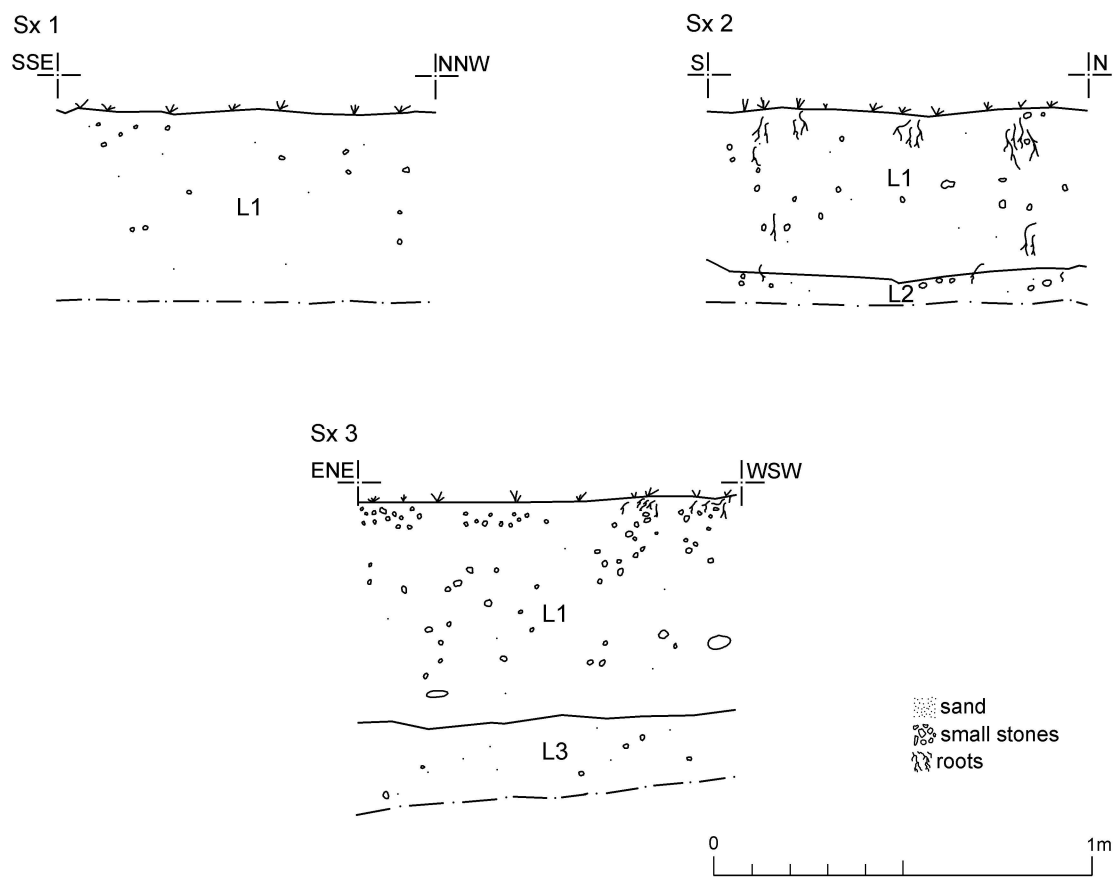 Sx 1
SSE
NNW
L1
Sx 2
S
N
L1
L2
Sx 3
ENE
WSW
L1
L3
sand
small stones
roots
0
1m